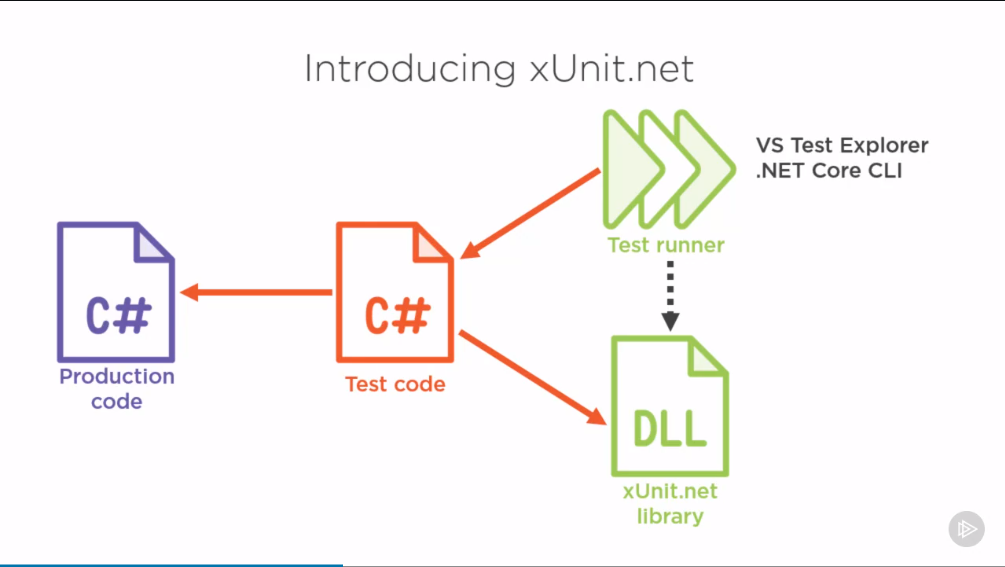 Introducing xUnit.net
VS Test Explorer
.NET Core CLI
Test runner
C#
Production
code
C#
Test code
DLL
xUnit.net
library